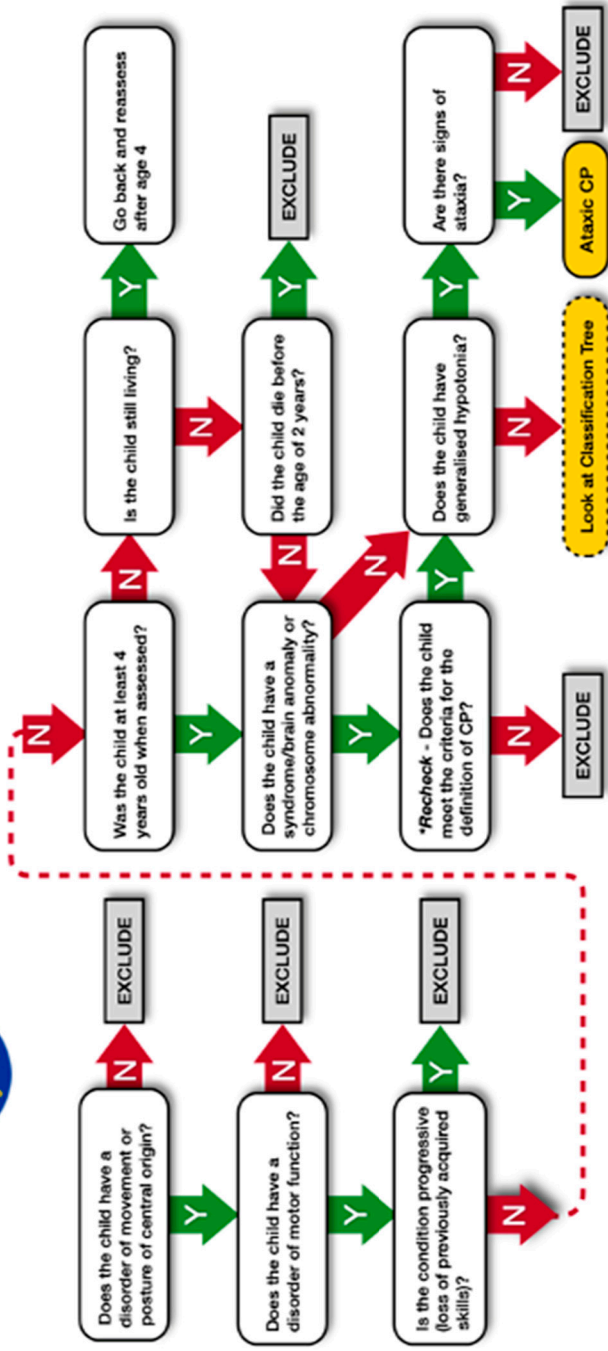 Does the child have a
disorder of movement or
posture of central origin?
N
EXCLUDE
Y
Does the child have a
disorder of motor function?
N
EXCLUDE
Y
Is the condition progressive
(loss of previously acquired
skills)?
Y
EXCLUDE
N
N
Was the child at least 4
years old when assessed?
N
Is the child still living?
Y
Go back and reassess
after age 4
Y
N
Does the child have a
syndrome/brain anomaly or
chromosome abnormality?
N
Did the child die before
the age of 2 years?
Y
EXCLUDE
Y
N
*Recheck - Does the child
meet the criteria for the
definition of CP?
Y
Does the child have
generalised hypotonia?
Y
Are there signs of
ataxia?
N
N
Y
N
EXCLUDE
Look at Classification Tree
Ataxic CP
EXCLUDE